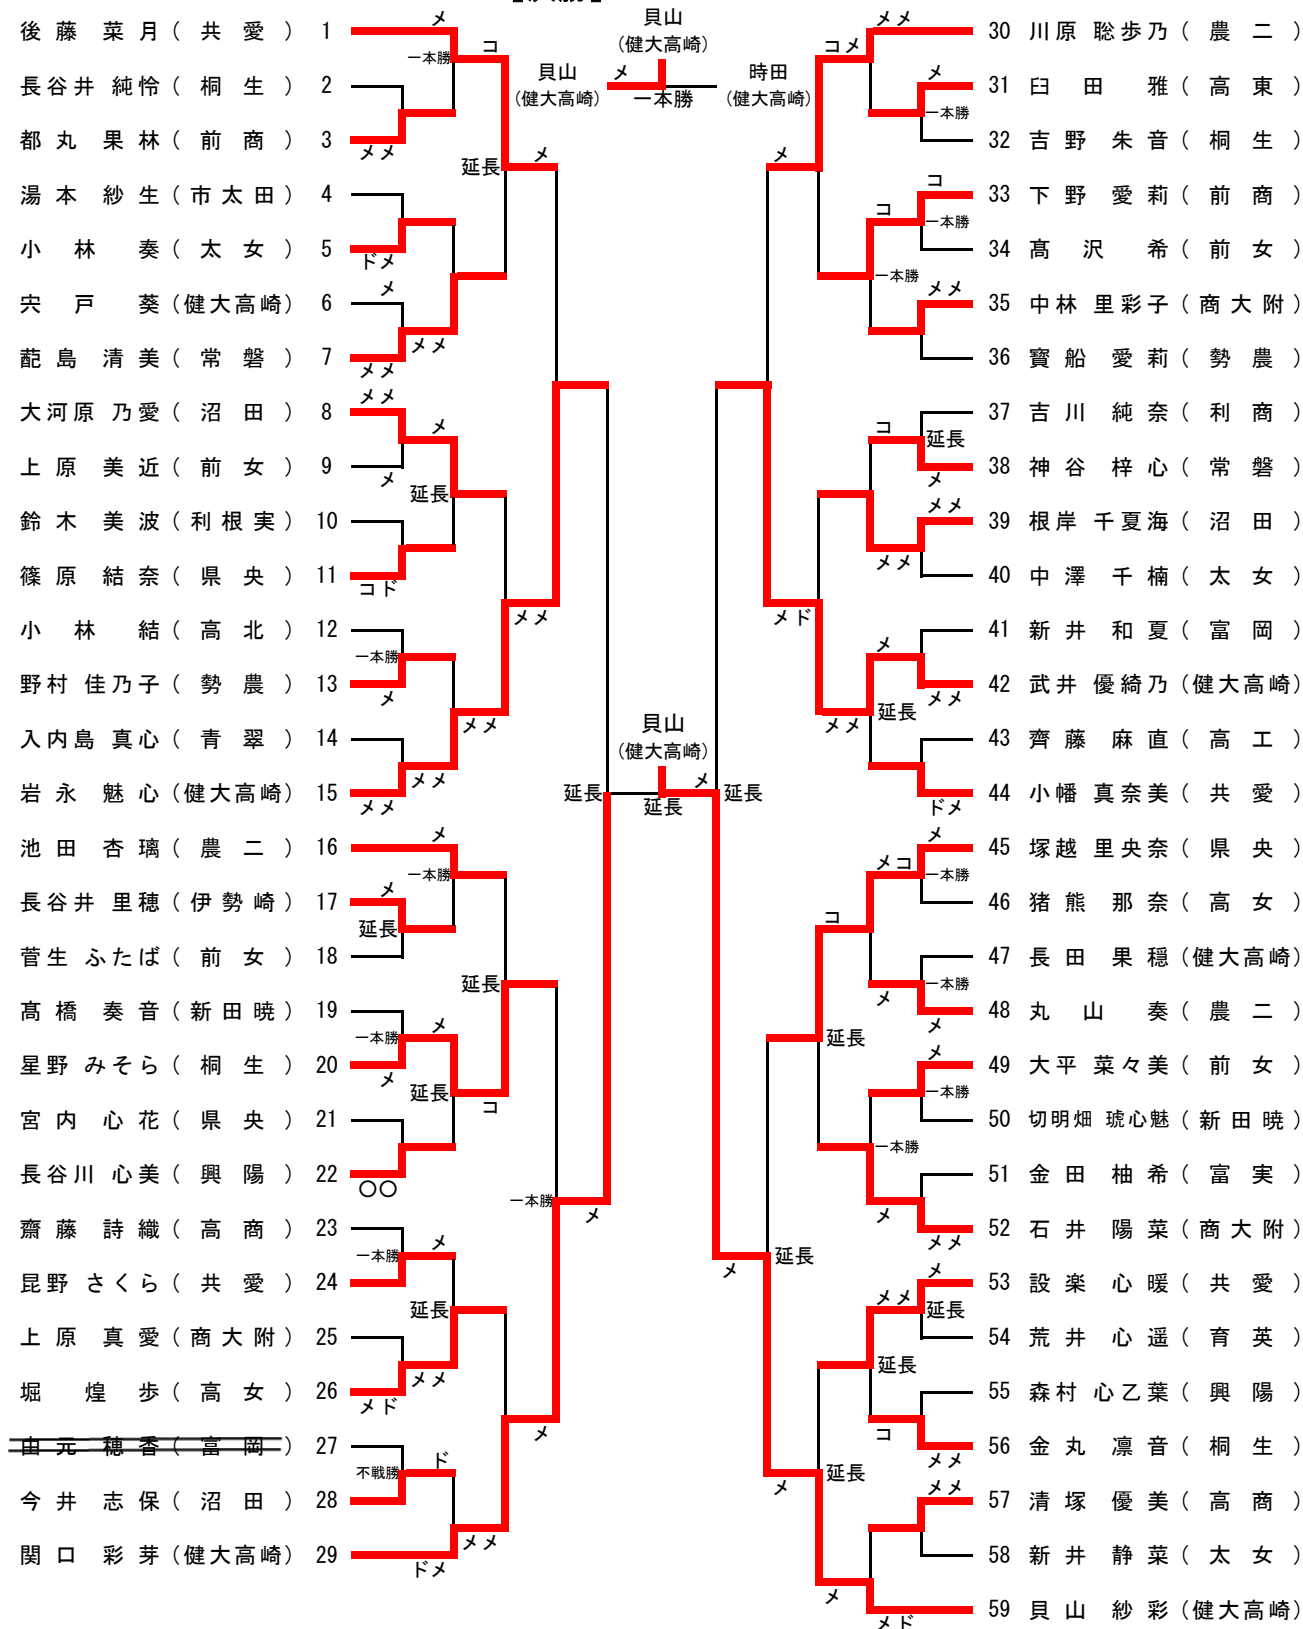 貝山
(健大高崎)
貝山
(健大高崎)
メ
一本勝
時田
(健大高崎)
後藤 菜月 ( 共愛 ) 1
メ
一本勝
コ
長谷井 純怜 ( 桐生 ) 2
都丸 果林 ( 前商 ) 3
メメ
延長
メ
湯本 紗生 ( 市太田 ) 4
小林 奏 ( 太女 ) 5
ドメ
宍戸 葵 (健大高崎) 6
メ
メメ
蓜島 清美 ( 常磐 ) 7
メメ
大河原 乃愛 ( 沼田 ) 8
メメ
メ
上原 美近 ( 前女 ) 9
メ
延長
鈴木 美波 ( 利根実 ) 10
篠原 結奈 ( 県央 ) 11
コド
メメ
小林 結 ( 高北 ) 12
一本勝
野村 佳乃子 ( 勢農 ) 13
メ
メメ
入内島 真心 ( 青翠 ) 14
メメ
岩永 魅心 (健大高崎) 15
メメ
延長
池田 杏璃 ( 農二 ) 16
メ
一本勝
長谷井 里穂 ( 伊勢崎 ) 17
メ
延長
菅生 ふたば ( 前女 ) 18
延長
髙橋 奏音 ( 新田暁 ) 19
一本勝
メ
星野 みそら ( 桐生 ) 20
メ
延長
コ
宮内 心花 ( 県央 ) 21
長谷川 心美 ( 興陽 ) 22
〇〇
一本勝
メ
齋藤 詩織 ( 高商 ) 23
一本勝
メ
昆野 さくら ( 共愛 ) 24
延長
上原 真愛 ( 商大附 ) 25
メメ
堀 煌歩 ( 高女 ) 26
メド
メ
由元 穂香 ( 富岡 ) 27
不戦勝
ド
今井 志保 ( 沼田 ) 28
メメ
関口 彩芽 (健大高崎) 29
ドメ
貝山
(健大高崎)
メ
延長
延長
メメ
コメ
30 川原 聡歩乃 ( 農二 )
メ
31 臼田 雅 ( 高東 )
一本勝
32 吉野 朱音 ( 桐生 )
メ
コ
33 下野 愛莉 ( 前商 )
コ
一本勝
34 髙沢 希 ( 前女 )
一本勝
メメ
35 中林 里彩子 ( 商大附 )
36 寳船 愛莉 ( 勢農 )
37 吉川 純奈 ( 利商 )
コ
延長
38 神谷 梓心 ( 常磐 )
メ
メメ
39 根岸 千夏海 ( 沼田 )
メメ
40 中澤 千楠 ( 太女 )
メド
41 新井 和夏 ( 富岡 )
メ
42 武井 優綺乃 (健大高崎)
メメ
メメ
延長
43 齊藤 麻直 ( 高工 )
44 小幡 真奈美 ( 共愛 )
ドメ
メ
45 塚越 里央奈 ( 県央 )
メコ
一本勝
46 猪熊 那奈 ( 高女 )
コ
47 長田 果穏 (健大高崎)
一本勝
メ
48 丸山 奏 ( 農二 )
メ
延長
メ
49 大平 菜々美 ( 前女 )
一本勝
50 切明畑 琥心魅 ( 新田暁 )
一本勝
51 金田 柚希 ( 富実 )
メ
52 石井 陽菜 ( 商大附 )
メメ
延長
メ
メ
53 設楽 心暖 ( 共愛 )
メメ
延長
54 荒井 心遥 ( 育英 )
延長
55 森村 心乙葉 ( 興陽 )
コ
56 金丸 凛音 ( 桐生 )
メメ
延長
メ
メメ
57 清塚 優美 ( 高商 )
58 新井 静菜 ( 太女 )
メ
59 貝山 紗彩 (健大高崎)
メド